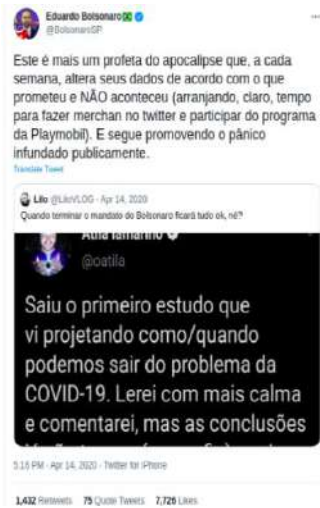 Eduardo Bolsonaro
@BolsonaroSP
Este é mais um profeta do apocalipse que, a cada
semana, altera seus dados de acordo com o que
prometeu e NÃO aconteceu (arranjando, claro, tempo
para fazer merchan no twitter e participar do programa
da Playmobil). E segue promovendo o pânico
infundado publicamente.
Translate Tweet
Lilo @LiloVLOG · Apr 14, 2020
Quando terminar o mandato do Bolsonaro ficará tudo ok, né?
@oatila
Saiu o primeiro estudo que
vi projetando como/quando
podemos sair do problema da
COVID-19. Lerei com mais calma
e comentarei, mas as conclusões
5:16 PM · Apr 14, 2020 · Twitter for iPhone
1,432 Retweets 75 Quote Tweets 7,726 Likes